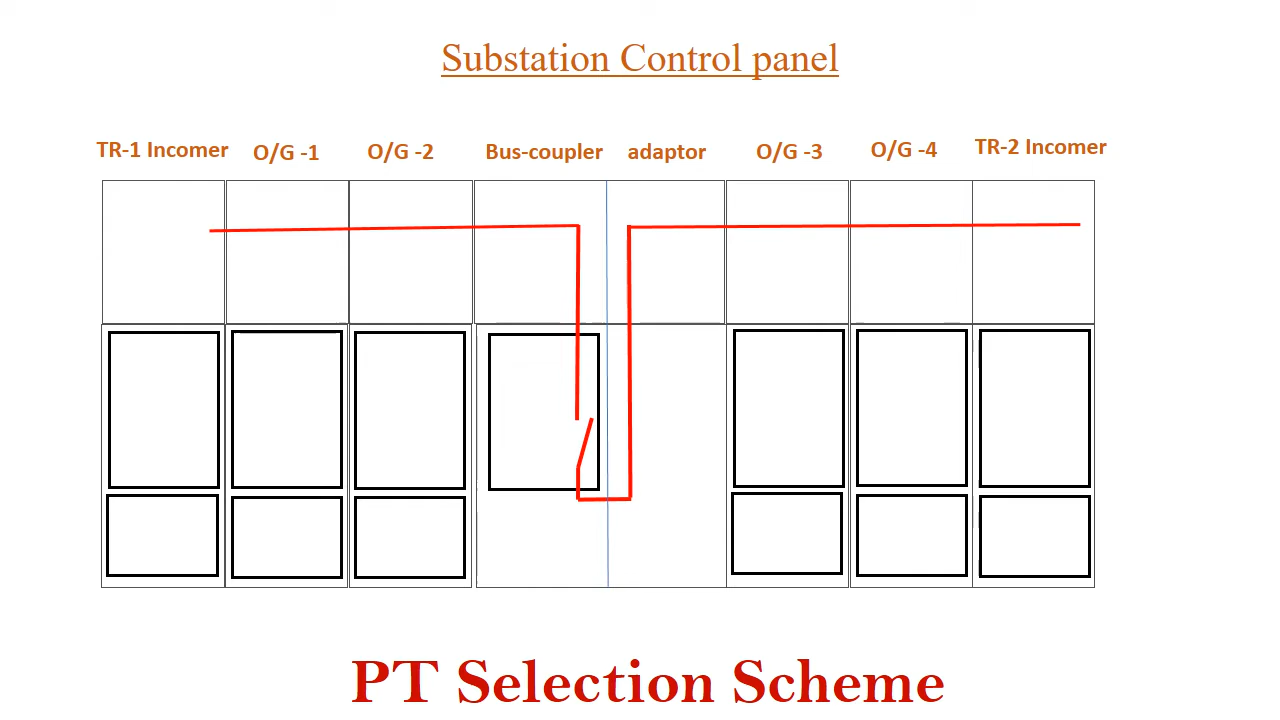 Substation Control panel
TR-1 Incomer O/G -1 O/G -2 Bus-coupler adaptor O/G -3 O/G -4 TR-2 Incomer
PT Selection Scheme